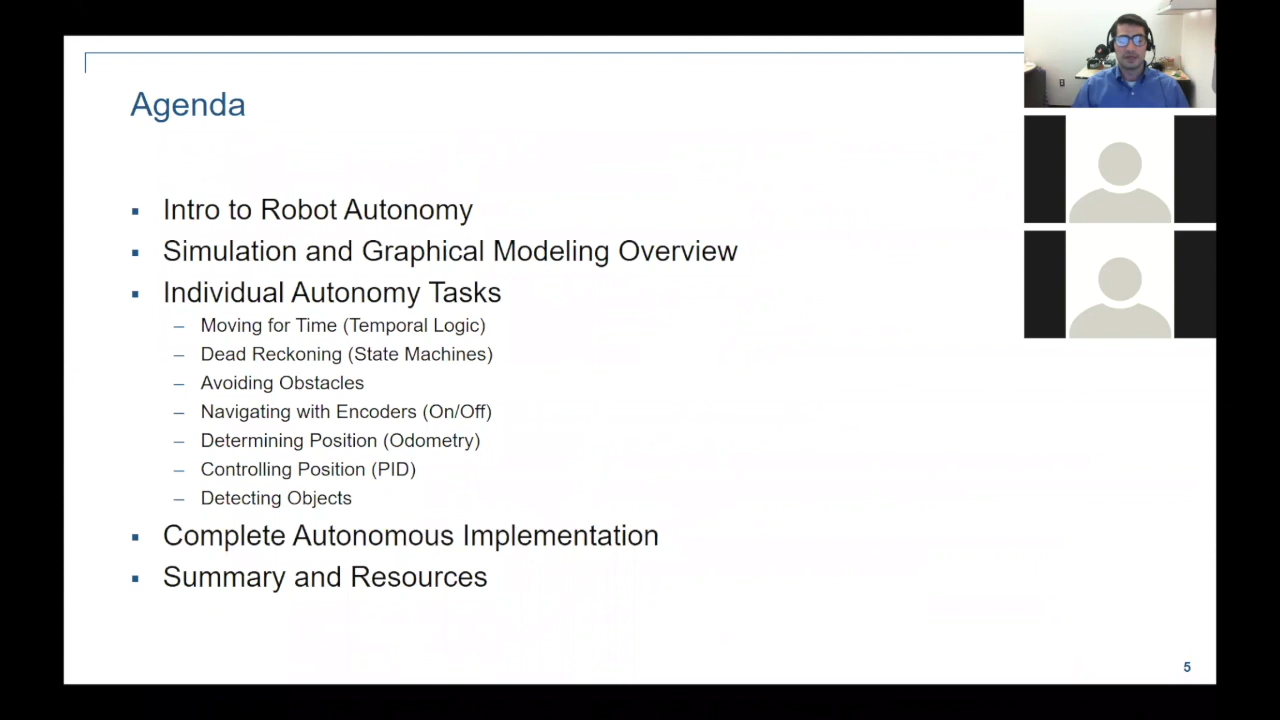 Agenda
▪ Intro to Robot Autonomy
▪ Simulation and Graphical Modeling Overview
▪ Individual Autonomy Tasks
– Moving for Time (Temporal Logic)
– Dead Reckoning (State Machines)
– Avoiding Obstacles
– Navigating with Encoders (On/Off)
– Determining Position (Odometry)
– Controlling Position (PID)
– Detecting Objects
▪ Complete Autonomous Implementation
▪ Summary and Resources
5